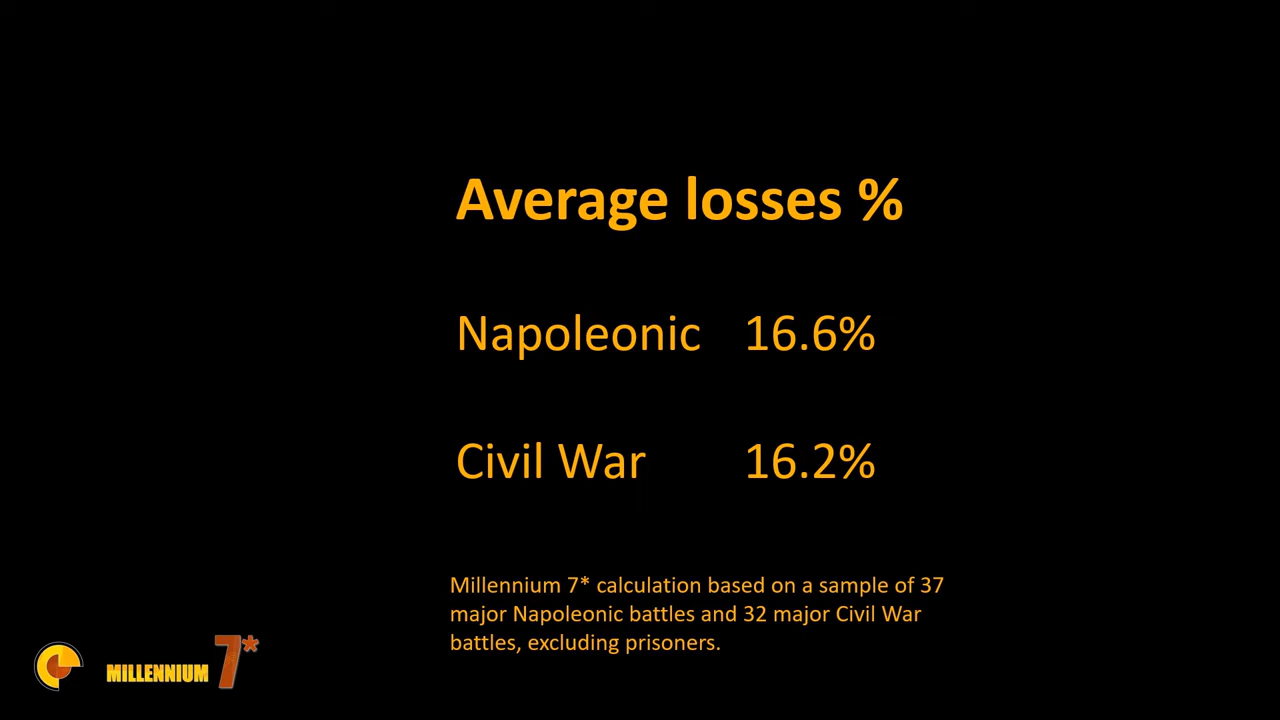 Average losses %
Napoleonic 16.6%
Civil War 16.2%
Millennium 7* calculation based on a sample of 37
major Napoleonic battles and 32 major Civil War
battles, excluding prisoners.
MILLENNIUM 7*